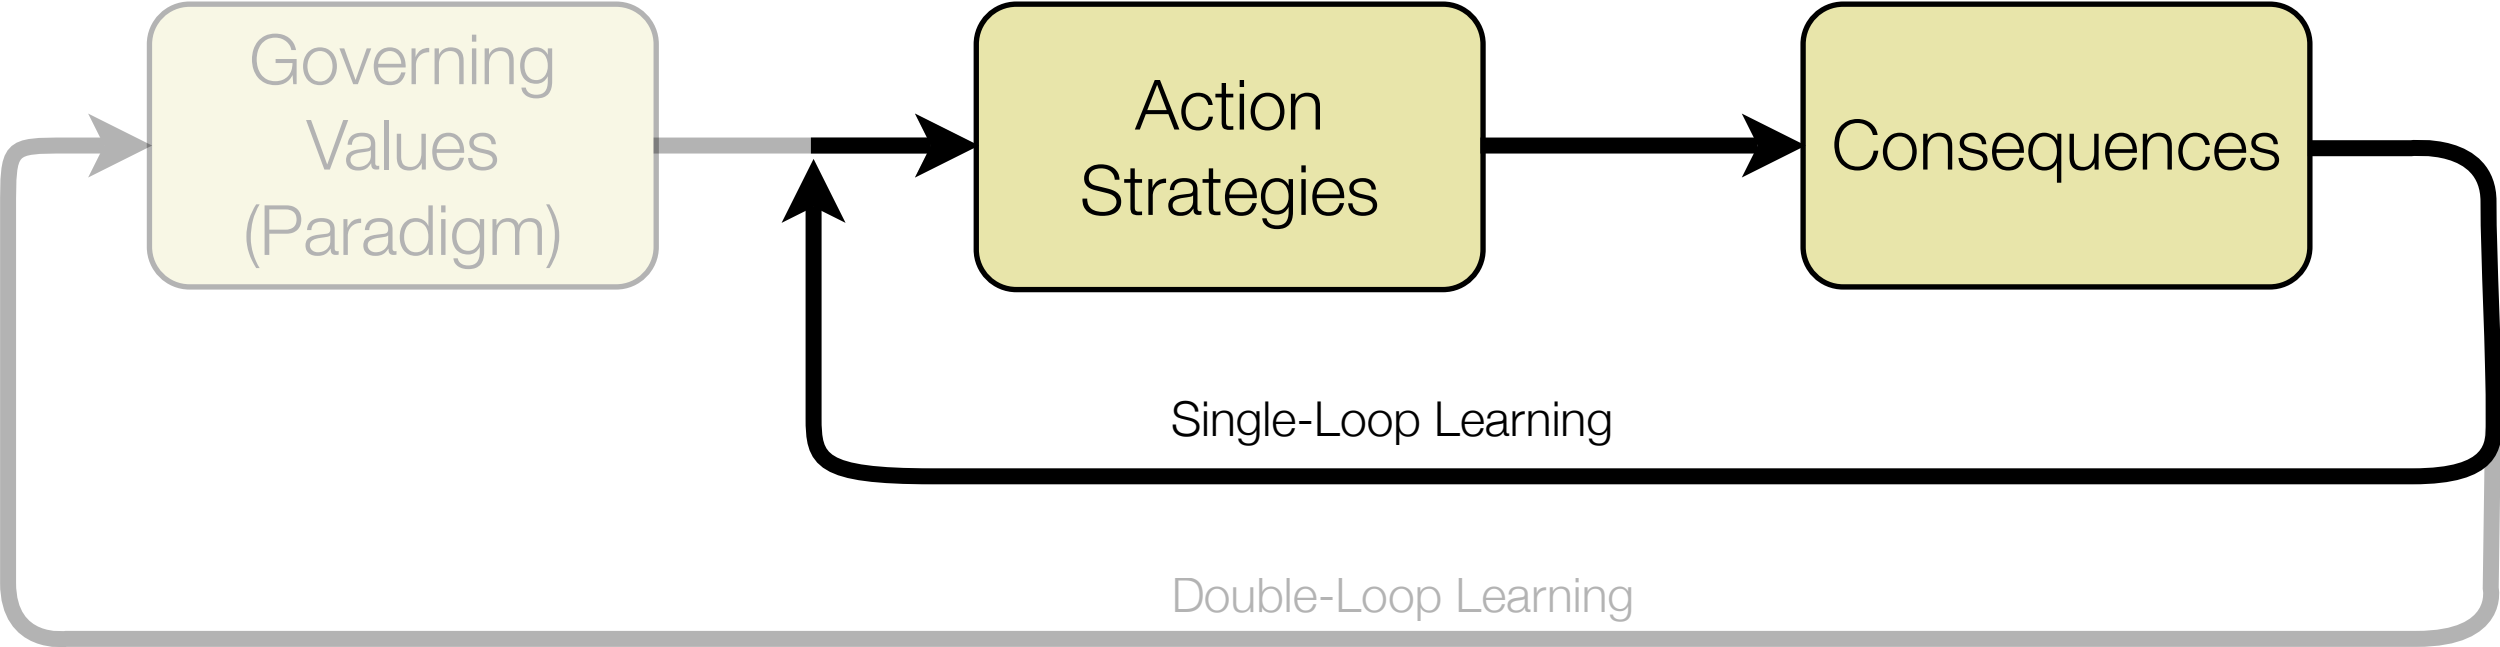 Governing
Values
(Paradigm)
Action
Strategies
Consequences
Single-Loop Learning
Double-Loop Learning